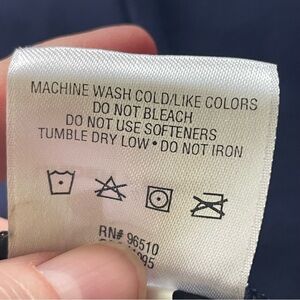 MACHINE WASH COLD/LIKE COLORS
DO NOT BLEACH
DO NOT USE SOFTENERS
TUMBLE DRY LOW • DO NOT IRON
RN# 96510